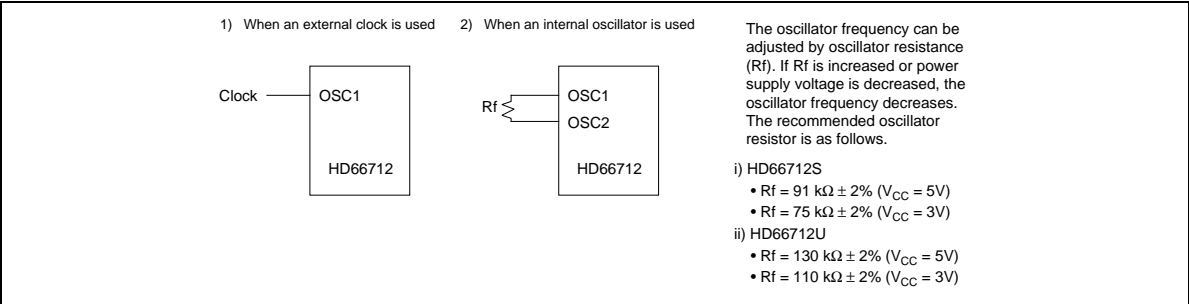 1) When an external clock is used
Clock
OSC1
HD66712
2) When an internal oscillator is used
Rf
OSC1
OSC2
HD66712
The oscillator frequency can be
adjusted by oscillator resistance
(Rf). If Rf is increased or power
supply voltage is decreased, the
oscillator frequency decreases.
The recommended oscillator
resistor is as follows.
i) HD66712S
• Rf = 91 kΩ ± 2% (VCC = 5V)
• Rf = 75 kΩ ± 2% (VCC = 3V)
ii) HD66712U
• Rf = 130 kΩ ± 2% (VCC = 5V)
• Rf = 110 kΩ ± 2% (VCC = 3V)